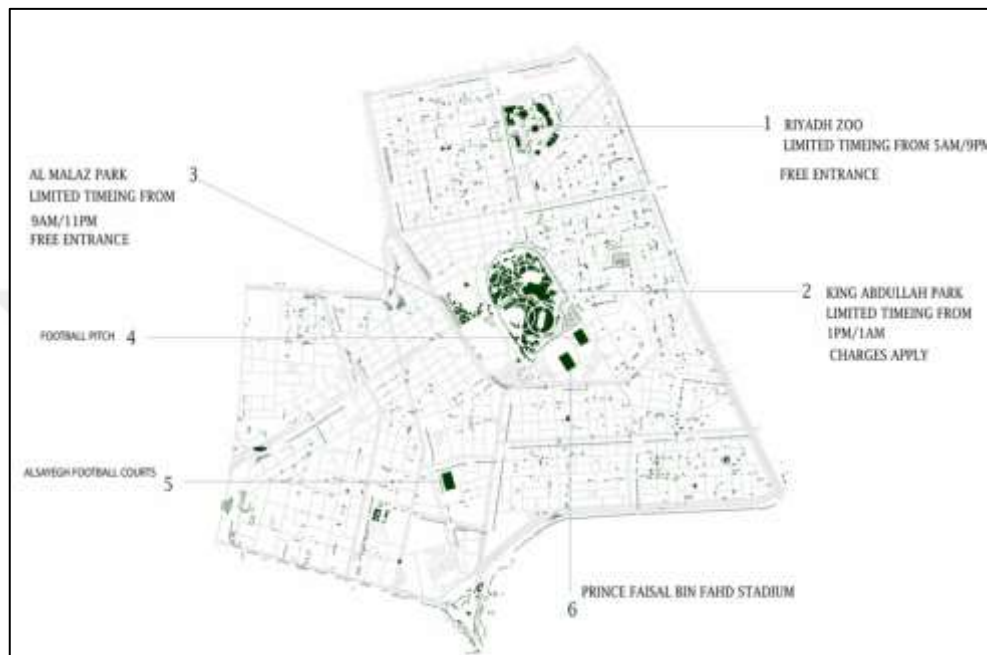 1 RIYADH ZOO
LIMITED TIMEING FROM 5AM/9PM
FREE ENTRANCE
AL MALAZ PARK 3
LIMITED TIMEING FROM
9AM/11PM
FREE ENTRANCE
2 KING ABDULLAH PARK
LIMITED TIMEING FROM
1PM/1AM
CHARGES APPLY
FOOTBALL PITCH 4
ALSAYEGH FOOTBALL COURTS 5
6 PRINCE FAISAL BIN FAHD STADIUM